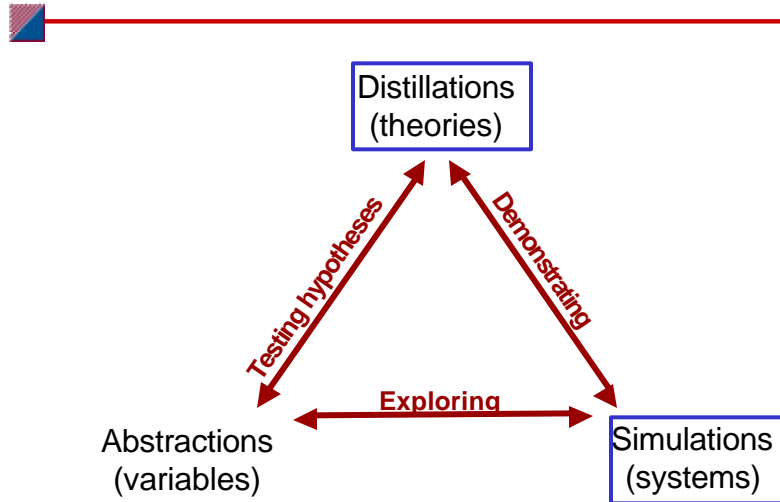 Distillations
(theories)
Testing hypotheses
Demonstrating
Exploring
Abstractions
(variables)
Simulations
(systems)